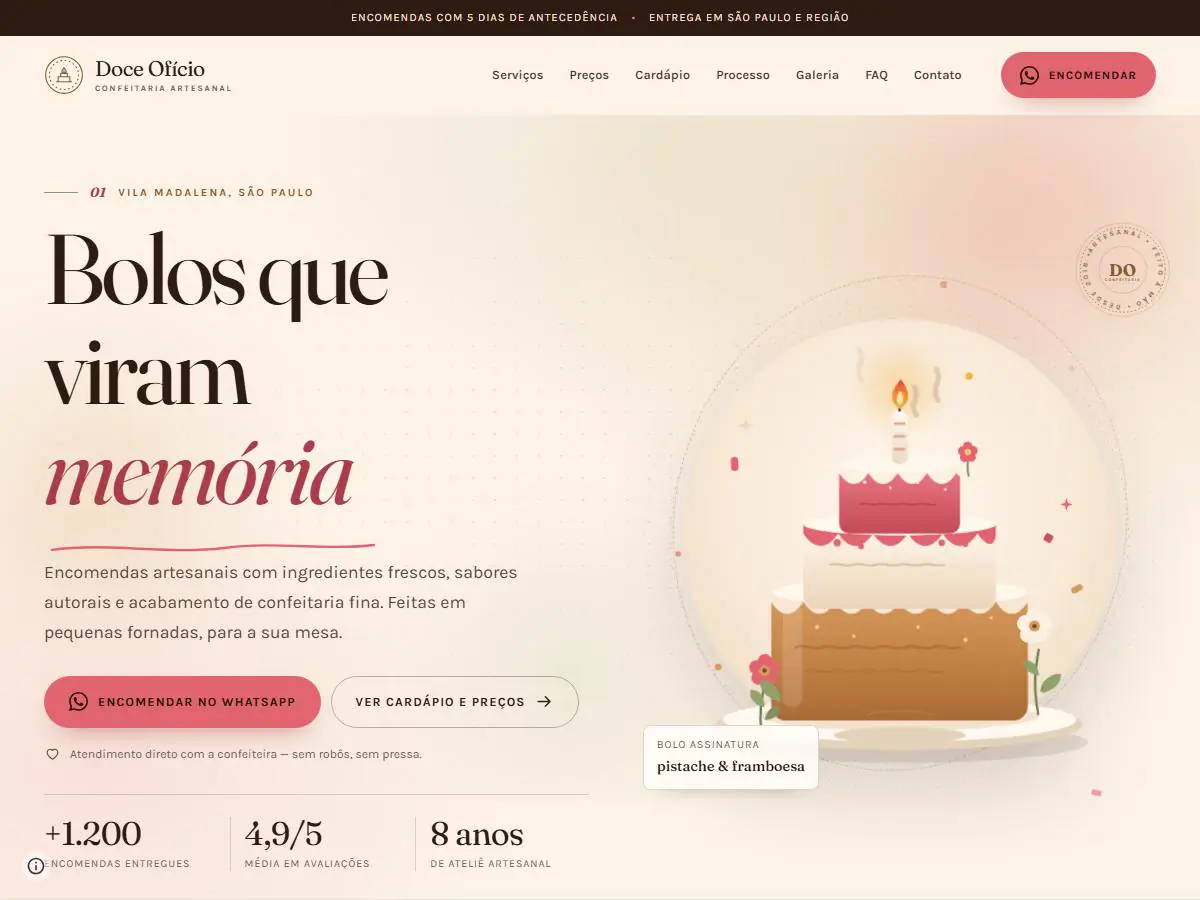 ENCOMENDAS COM 5 DIAS DE ANTECEDÊNCIA • ENTREGA EM SÃO PAULO E REGIÃO
Doce Ofício
CONFEITARIA ARTESANAL
Serviços Preços Cardápio Processo Galeria FAQ Contato
ENCOMENDAR
01 VILA MADALENA, SÃO PAULO
Bolos que
viram
memória
Encomendas artesanais com ingredientes frescos, sabores
autorais e acabamento de confeitaria fina. Feitas em
pequenas fornadas, para a sua mesa.
ENCOMENDAR NO WHATSAPP
VER CARDÁPIO E PREÇOS →
Atendimento direto com a confeiteira — sem robôs, sem pressa.
+1.200
ENCOMENDAS ENTREGUES
4,9/5
MÉDIA EM AVALIAÇÕES
8 anos
DE ATELIÊ ARTESANAL
ARTESANAL • FEITO À MÃO • DESDE
DO
CONFEITARIA
BOLO ASSINATURA
pistache & framboesa